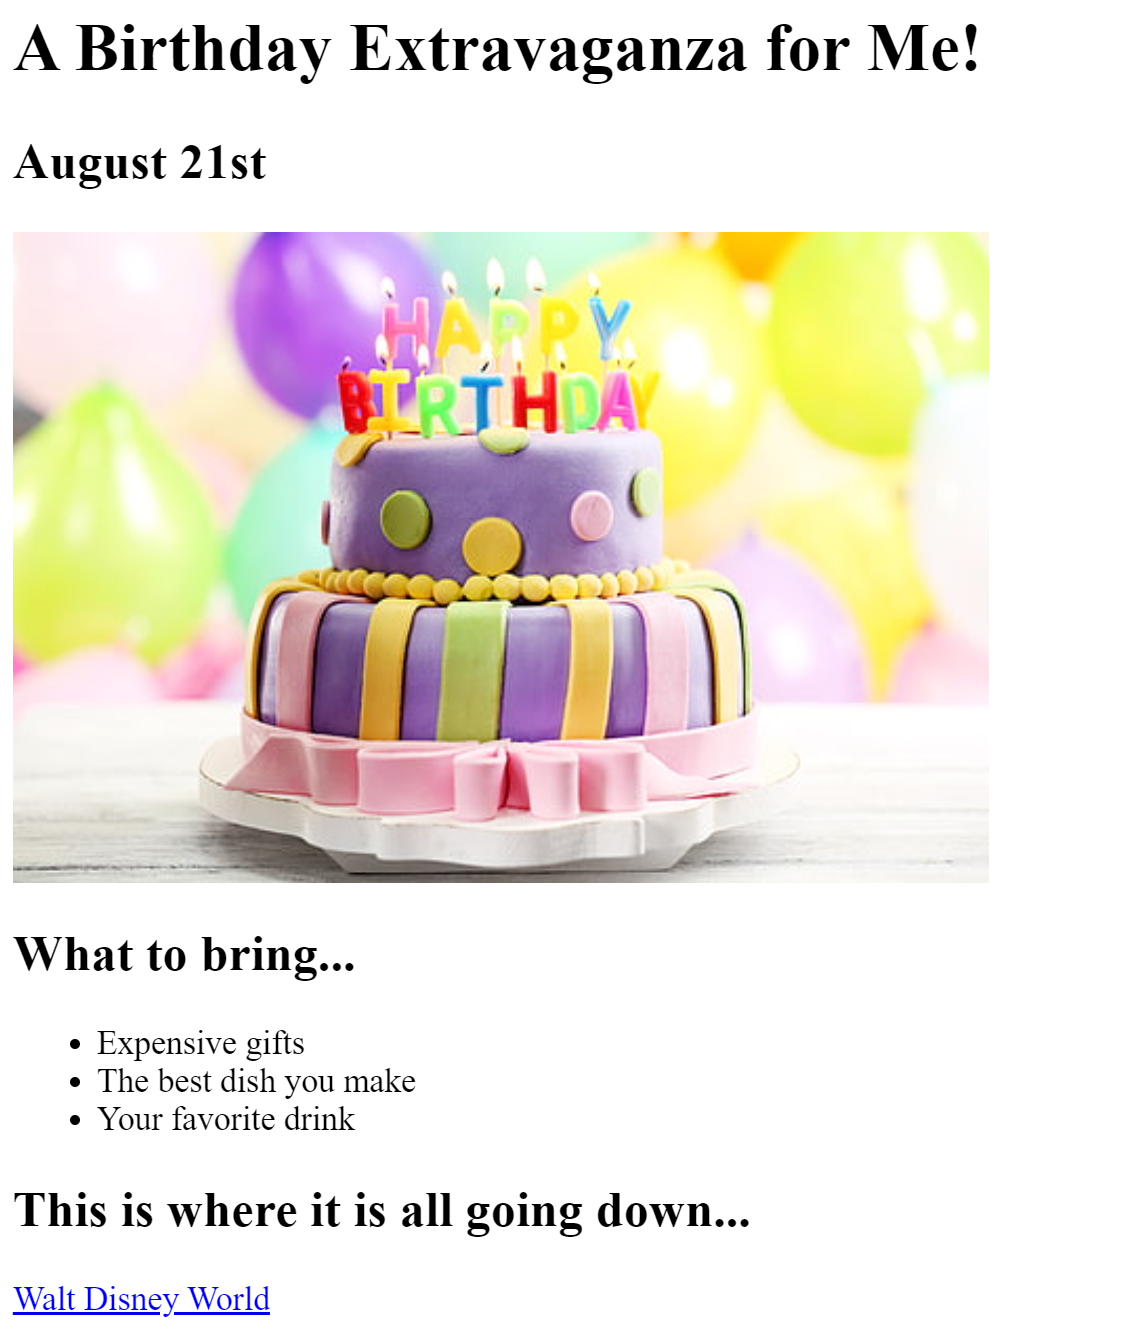 A Birthday Extravaganza for Me!
August 21st
HAPPY
BIRTHDAY
What to bring...
Expensive gifts
The best dish you make
Your favorite drink
This is where it is all going down...
Walt Disney World